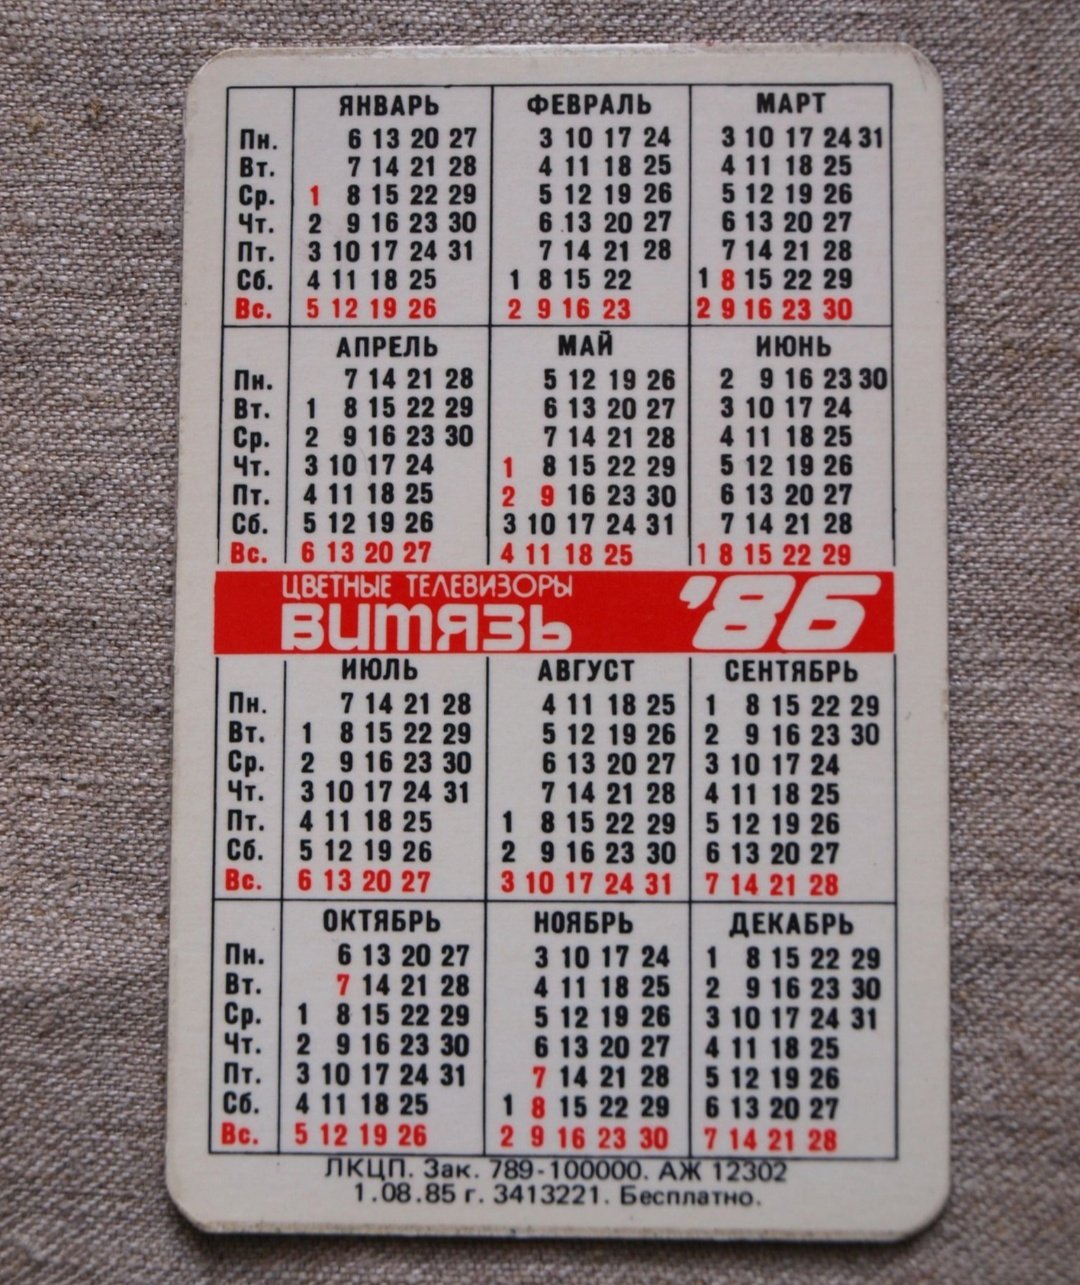 ЯНВАРЬ ФЕВРАЛЬ МАРТ
Пн. 6 13 20 27 3 10 17 24 3 10 17 24 31
Вт. 7 14 21 28 4 11 18 25 4 11 18 25
Ср. 1 8 15 22 29 5 12 19 26 5 12 19 26
Чт. 2 9 16 23 30 6 13 20 27 6 13 20 27
Пт. 3 10 17 24 31 7 14 21 28 7 14 21 28
Сб. 4 11 18 25 1 8 15 22 1 8 15 22 29
Вс. 5 12 19 26 2 9 16 23 2 9 16 23 30
АПРЕЛЬ МАЙ ИЮНЬ
Пн. 7 14 21 28 5 12 19 26 2 9 16 23 30
Вт. 1 8 15 22 29 6 13 20 27 3 10 17 24
Ср. 2 9 16 23 30 7 14 21 28 4 11 18 25
Чт. 3 10 17 24 1 8 15 22 29 5 12 19 26
Пт. 4 11 18 25 2 9 16 23 30 6 13 20 27
Сб. 5 12 19 26 3 10 17 24 31 7 14 21 28
Вс. 6 13 20 27 4 11 18 25 1 8 15 22 29
ЦВЕТНЫЕ ТЕЛЕВИЗОРЫ
ВИТЯЗЬ '86
ИЮЛЬ АВГУСТ СЕНТЯБРЬ
Пн. 7 14 21 28 4 11 18 25 1 8 15 22 29
Вт. 1 8 15 22 29 5 12 19 26 2 9 16 23 30
Ср. 2 9 16 23 30 6 13 20 27 3 10 17 24
Чт. 3 10 17 24 31 7 14 21 28 4 11 18 25
Пт. 4 11 18 25 1 8 15 22 29 5 12 19 26
Сб. 5 12 19 26 2 9 16 23 30 6 13 20 27
Вс. 6 13 20 27 3 10 17 24 31 7 14 21 28
ОКТЯБРЬ НОЯБРЬ ДЕКАБРЬ
Пн. 6 13 20 27 3 10 17 24 1 8 15 22 29
Вт. 7 14 21 28 4 11 18 25 2 9 16 23 30
Ср. 1 8 15 22 29 5 12 19 26 3 10 17 24 31
Чт. 2 9 16 23 30 6 13 20 27 4 11 18 25
Пт. 3 10 17 24 31 7 14 21 28 5 12 19 26
Сб. 4 11 18 25 1 8 15 22 29 6 13 20 27
Вс. 5 12 19 26 2 9 16 23 30 7 14 21 28
ЛКЦП. Зак. 789-100000. АЖ 12302
1.08.85 г. 3413221. Бесплатно.